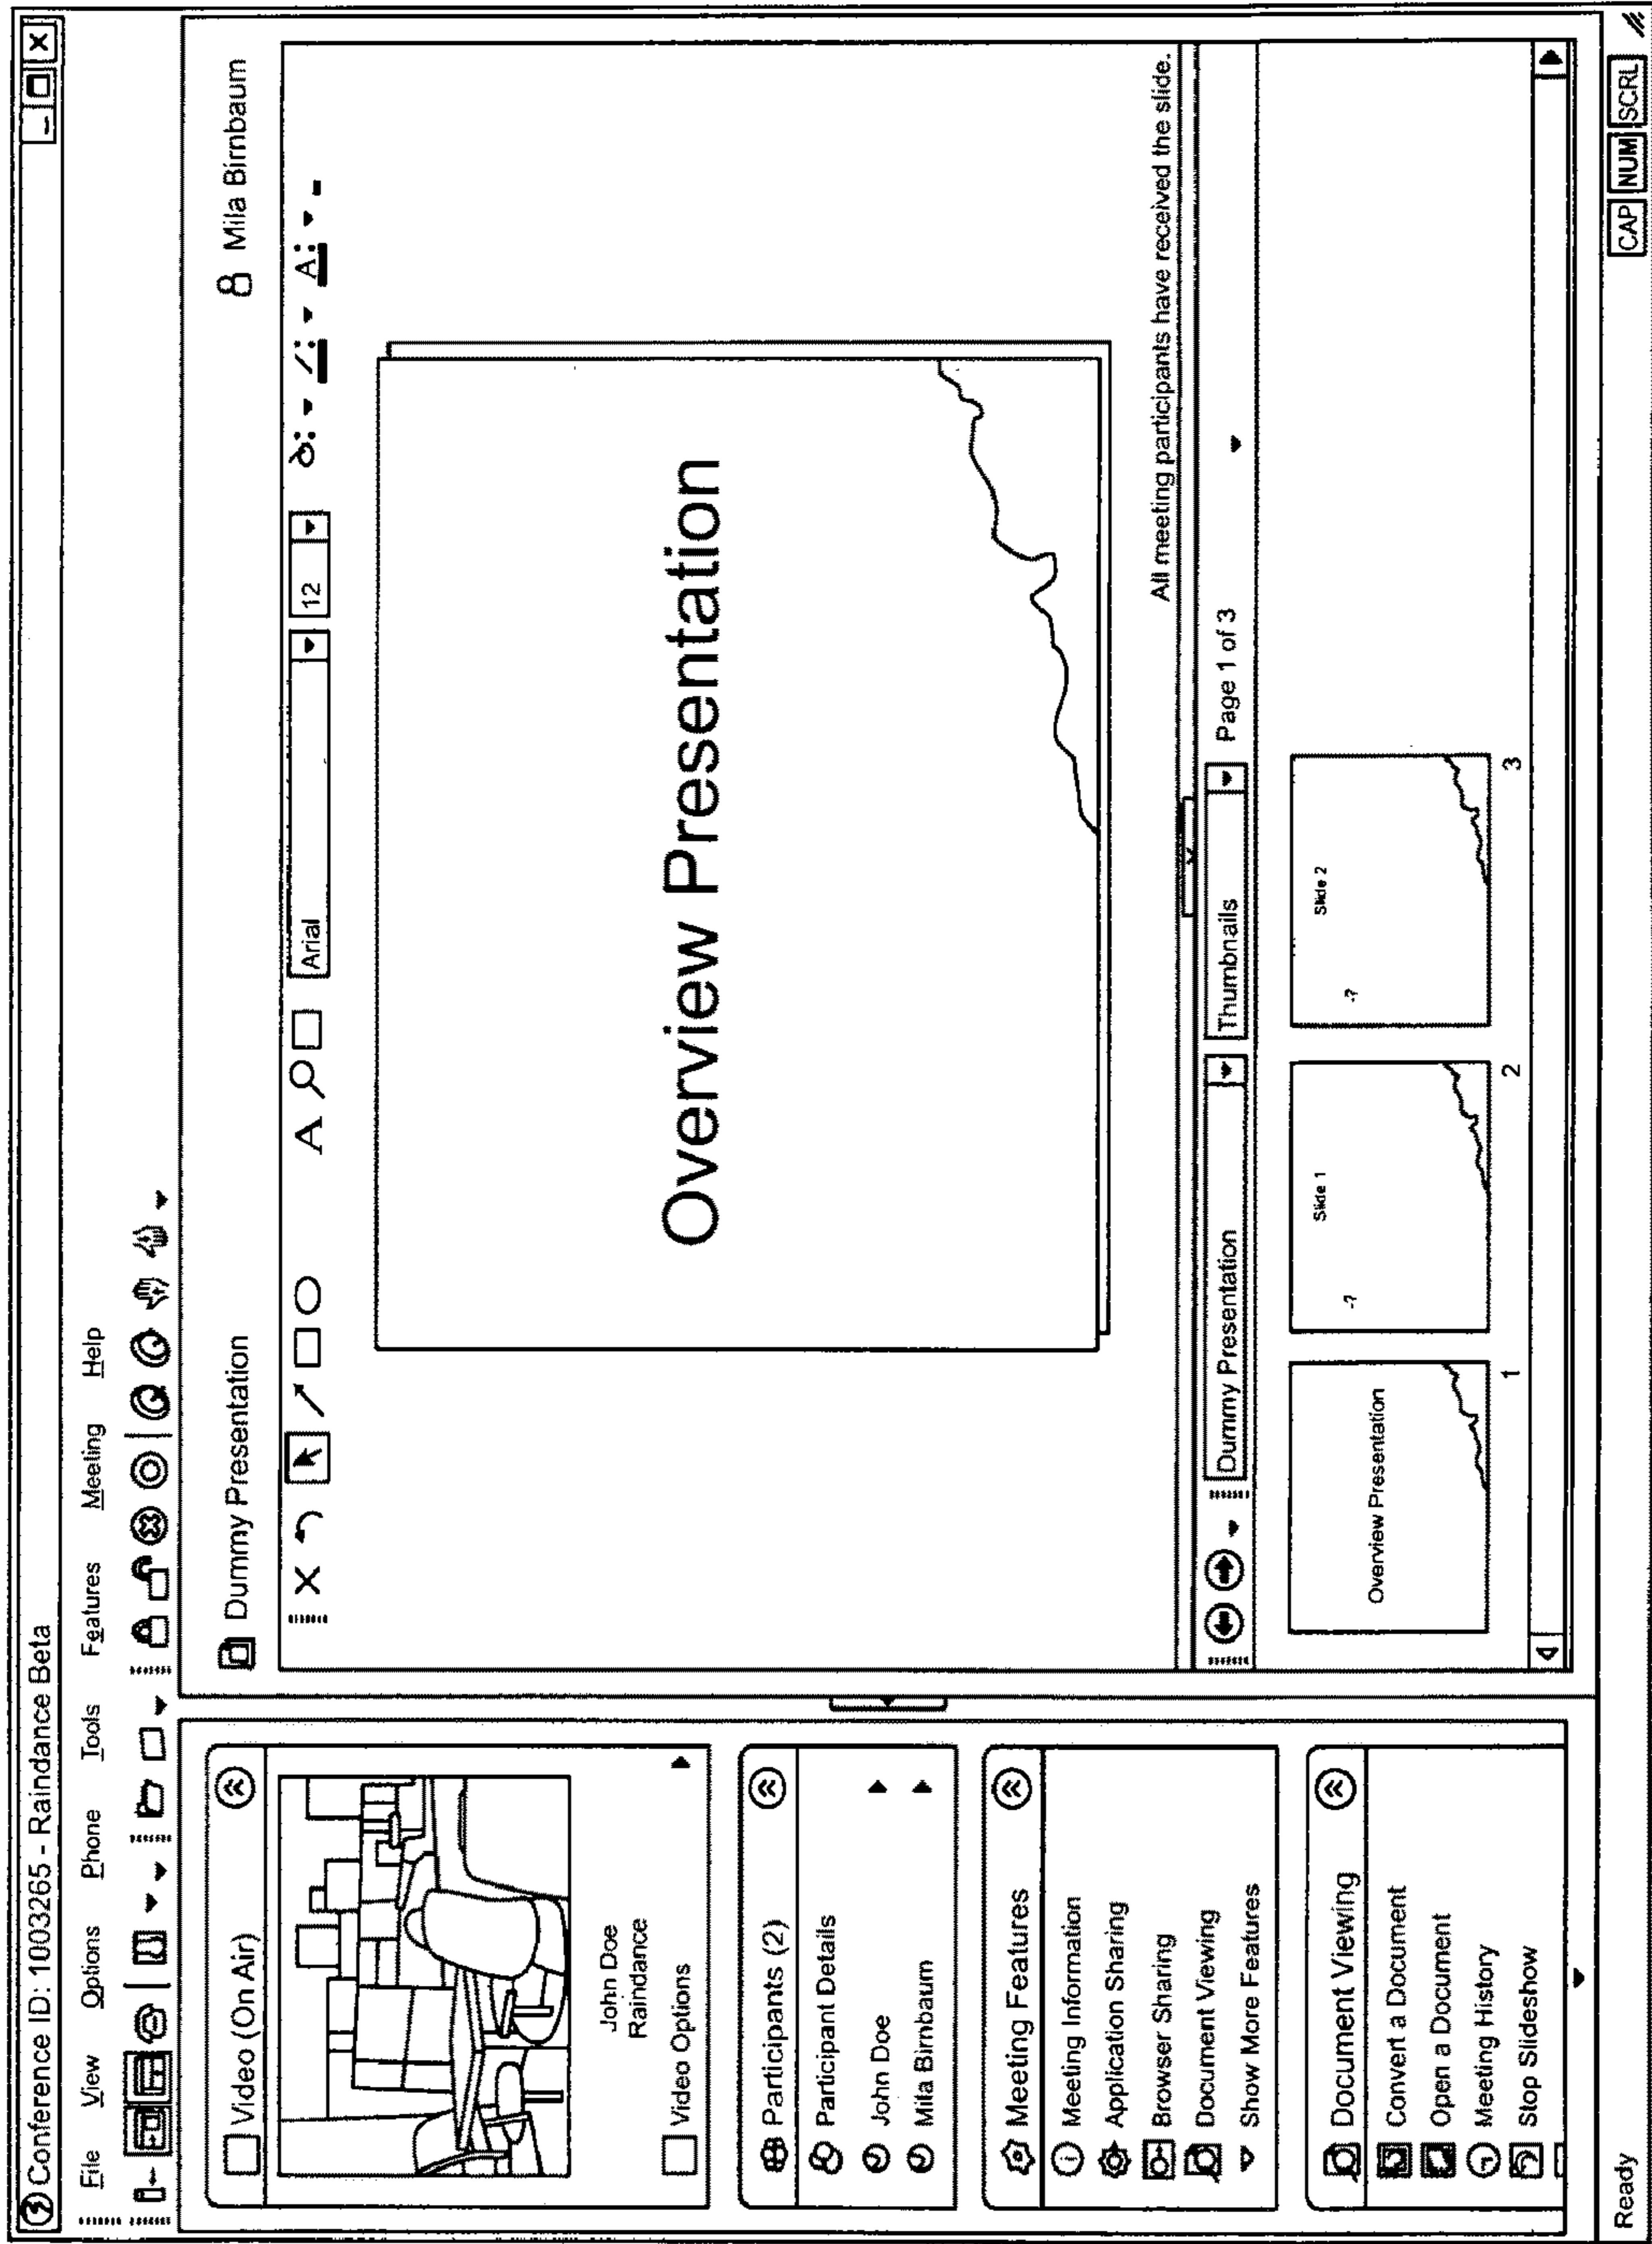 Conference ID: 1003265 - Raindance Beta
File View Options Phone Tools Features Meeting Help
Video (On Air)
John Doe
Raindance
Video Options
Participants (2)
Participant Details
John Doe
Mila Birnbaum
Meeting Features
Meeting Information
Application Sharing
Browser Sharing
Document Viewing
Show More Features
Document Viewing
Convert a Document
Open a Document
Meeting History
Stop Slideshow
Dummy Presentation Mila Birnbaum
A Arial 12 A
Overview Presentation
All meeting participants have received the slide.
Dummy Presentation Thumbnails Page 1 of 3
Overview Presentation
1
Slide 1
-?
2
Slide 2
-?
3
Ready CAP NUM SCRL